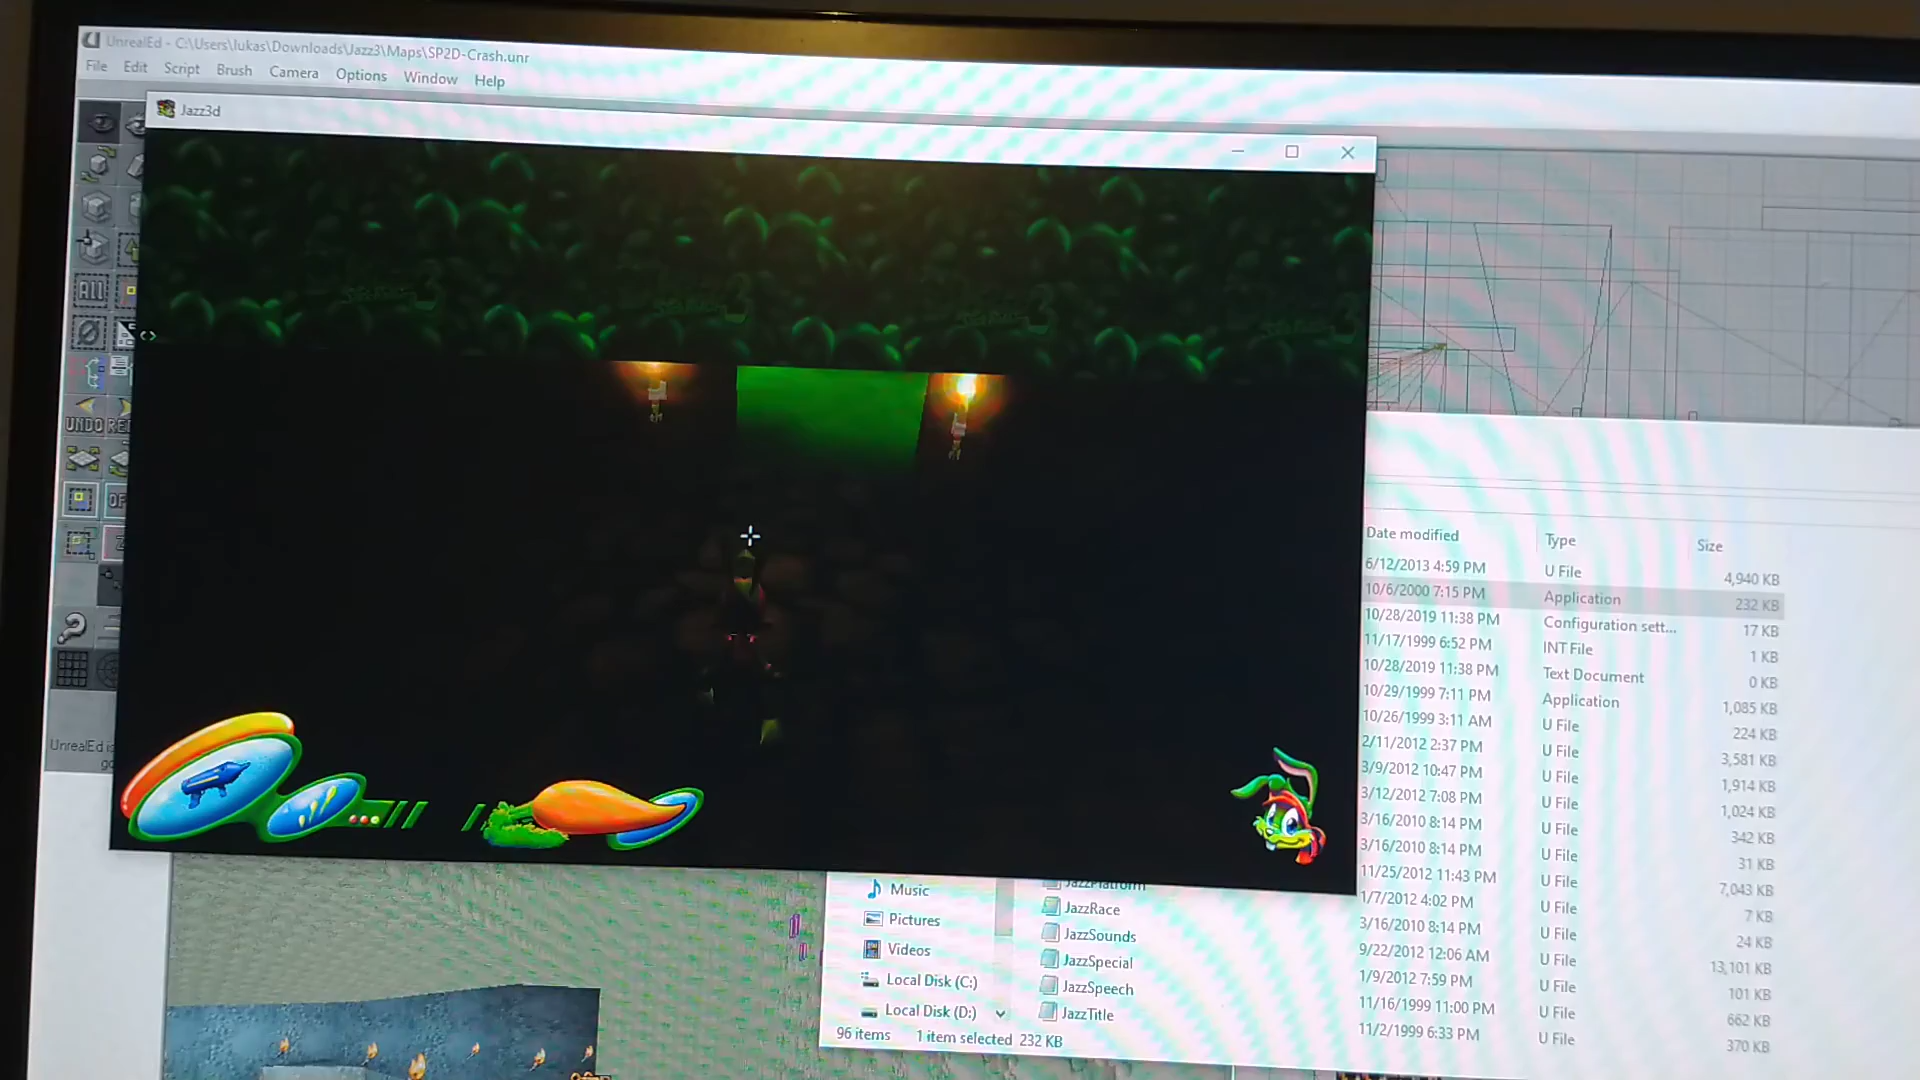 UnrealEd - C:\Users\lukas\Downloads\Jazz3\Maps\SP2D-Crash.unr
File Edit Script Brush Camera Options Window Help
Jazz3d
ALL
UNDO
UnrealEd is
Date modified Type Size
6/12/2013 4:59 PM U File 4,940 KB
10/6/2000 7:15 PM Application 232 KB
10/28/2019 11:38 PM Configuration sett... 17 KB
11/17/1999 6:52 PM INT File 1 KB
10/28/2019 11:38 PM Text Document 0 KB
10/29/1999 7:11 PM Application 1,085 KB
10/26/1999 3:11 AM U File 224 KB
2/11/2012 2:37 PM U File 3,581 KB
3/9/2012 10:47 PM U File 1,914 KB
3/12/2012 7:08 PM U File 1,024 KB
3/16/2010 8:14 PM U File 342 KB
3/16/2010 8:14 PM U File 31 KB
11/25/2012 11:43 PM U File 7,043 KB
1/7/2012 4:02 PM U File 7 KB
3/16/2010 8:14 PM U File 24 KB
9/22/2012 12:06 AM U File 13,101 KB
1/9/2012 7:59 PM U File 101 KB
11/16/1999 11:00 PM U File 662 KB
11/2/1999 6:33 PM U File 370 KB
Music
Pictures
Videos
Local Disk (C:)
Local Disk (D:)
JazzPlatform
JazzRace
JazzSounds
JazzSpecial
JazzSpeech
JazzTitle
96 items 1 item selected 232 KB